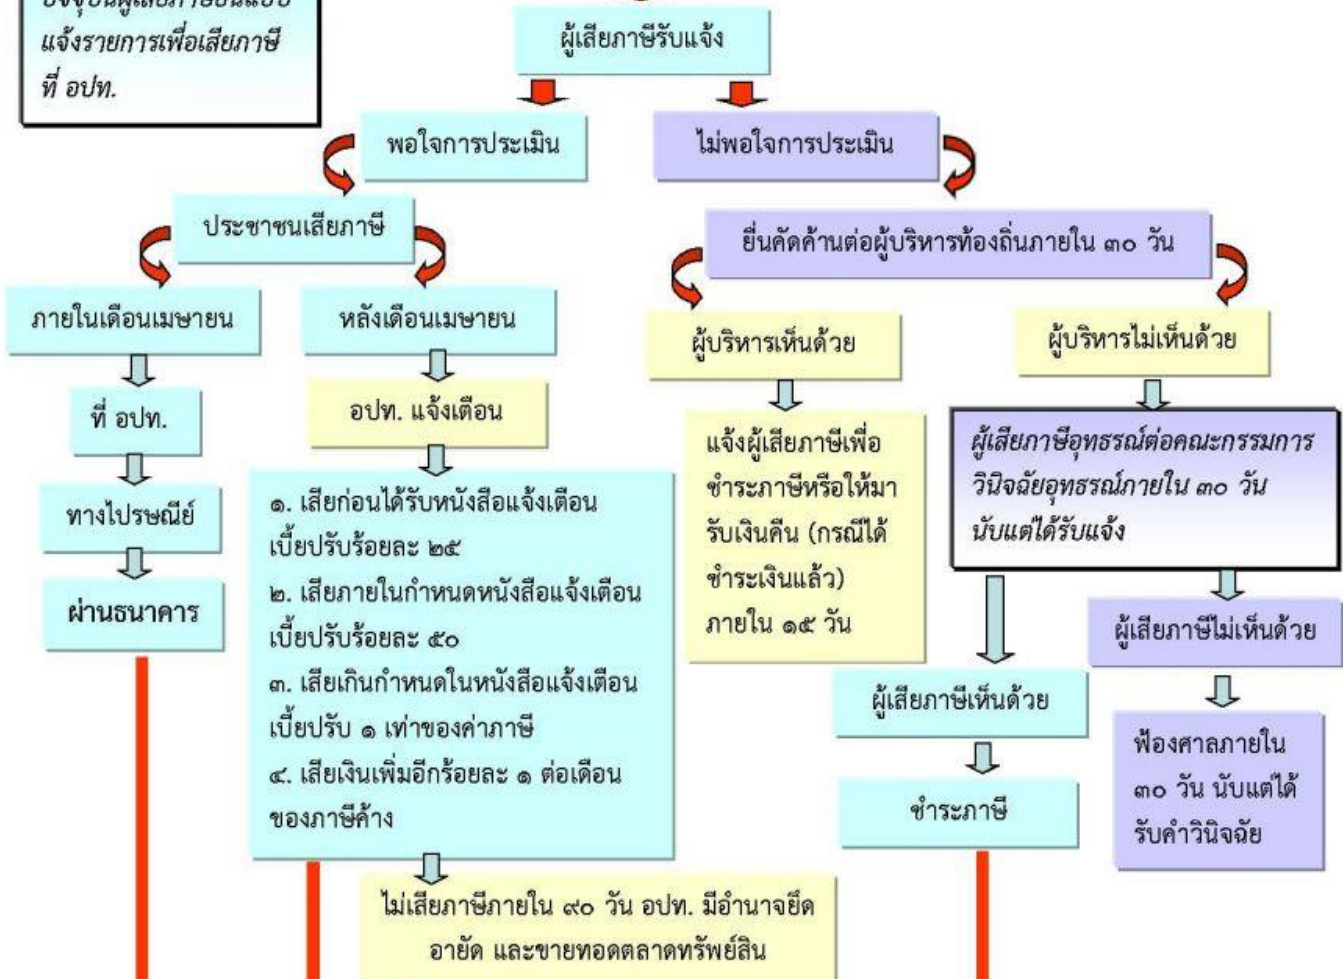 แจ้งรายการเพื่อเสียภาษี
ที่ อปท.
ผู้เสียภาษีรับแจ้ง
พอใจการประเมิน
ไม่พอใจการประเมิน
ประชาชนเสียภาษี
ยื่นคัดค้านต่อผู้บริหารท้องถิ่นภายใน ๓๐ วัน
ภายในเดือนเมษายน
หลังเดือนเมษายน
ผู้บริหารเห็นด้วย
ผู้บริหารไม่เห็นด้วย
ที่ อปท.
ทางไปรษณีย์
ผ่านธนาคาร
อปท. แจ้งเตือน
๑. เสียก่อนได้รับหนังสือแจ้งเตือน
เบี้ยปรับร้อยละ ๒๕
๒. เสียภายในกำหนดหนังสือแจ้งเตือน
เบี้ยปรับร้อยละ ๕๐
๓. เสียเกินกำหนดในหนังสือแจ้งเตือน
เบี้ยปรับ ๑ เท่าของค่าภาษี
๔. เสียเงินเพิ่มอีกร้อยละ ๑ ต่อเดือน
ของภาษีค้าง
ไม่เสียภาษีภายใน ๙๐ วัน อปท. มีอำนาจยึด
อายัด และขายทอดตลาดทรัพย์สิน
แจ้งผู้เสียภาษีเพื่อ
ชำระภาษีหรือให้มา
รับเงินคืน (กรณีได้
ชำระเงินแล้ว)
ภายใน ๑๕ วัน
ผู้เสียภาษีอุทธรณ์ต่อคณะกรรมการ
วินิจฉัยอุทธรณ์ภายใน ๓๐ วัน
นับแต่ได้รับแจ้ง
ผู้เสียภาษีเห็นด้วย
ชำระภาษี
ผู้เสียภาษีไม่เห็นด้วย
ฟ้องศาลภายใน
๓๐ วัน นับแต่ได้
รับคำวินิจฉัย